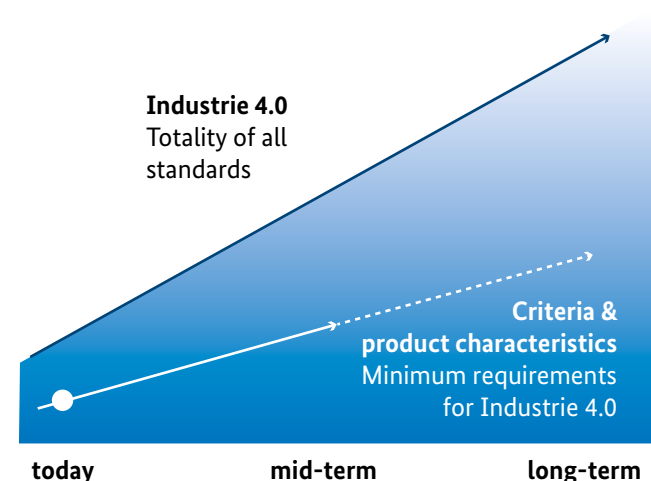 Industrie 4.0
Totality of all
standards
Criteria &
product characteristics
Minimum requirements
for Industrie 4.0
today mid-term long-term